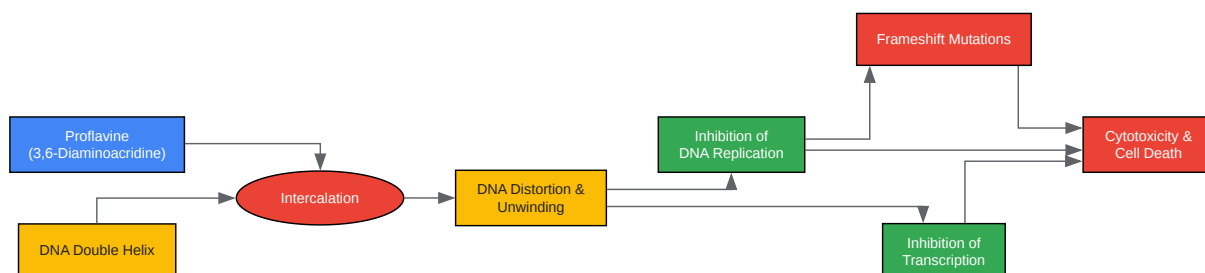 Frameshift Mutations
Proflavine
(3,6-Diaminoacridine)
Inhibition of
DNA Replication
Cytotoxicity &
Cell Death
Intercalation
DNA Distortion &
Unwinding
DNA Double Helix
Inhibition of
Transcription